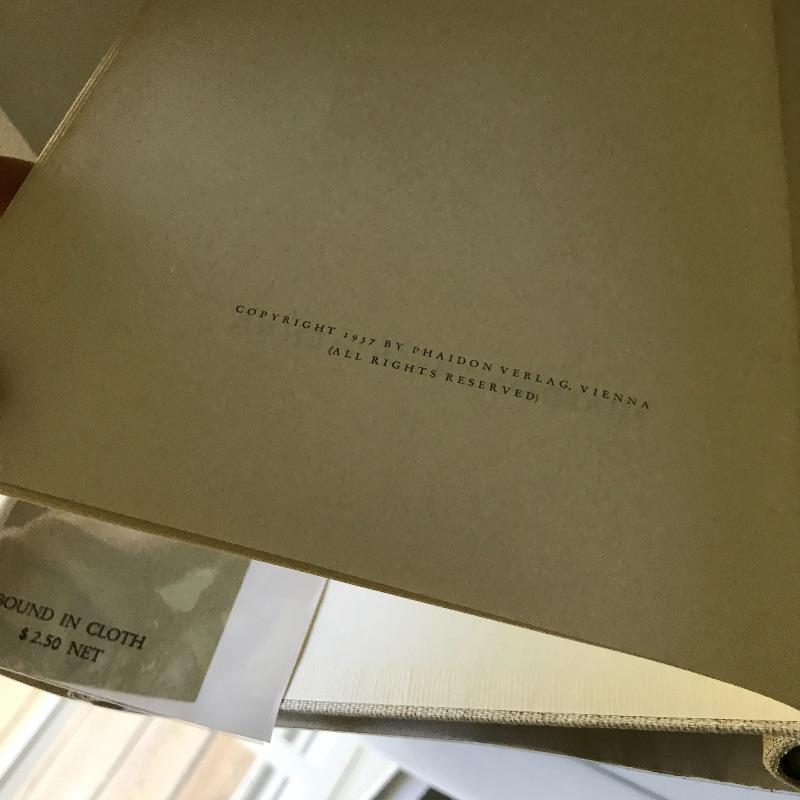 COPYRIGHT 1937 BY PHAIDON VERLAG, VIENNA
(ALL RIGHTS RESERVED)
BOUND IN CLOTH
$2.50 NET